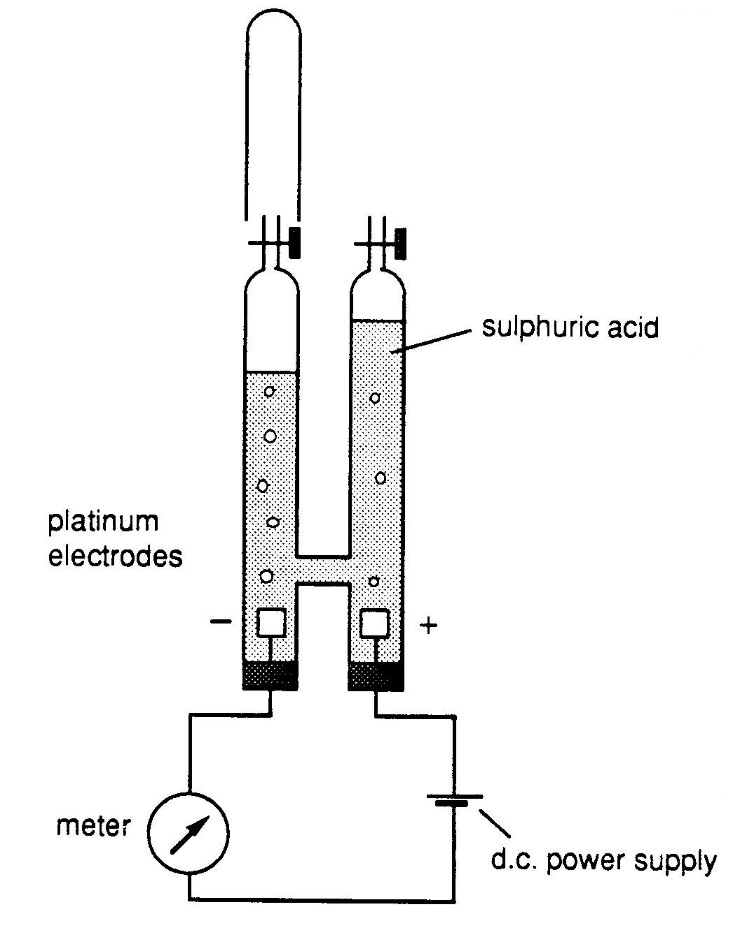 sulphuric acid
platinum
electrodes
−
+
meter
d.c. power supply